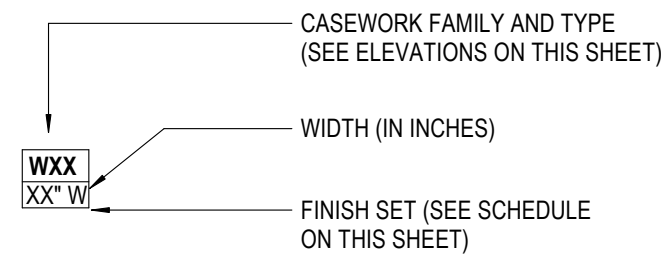 CASEWORK FAMILY AND TYPE
(SEE ELEVATIONS ON THIS SHEET)
WIDTH (IN INCHES)
WXX
XX" W
FINISH SET (SEE SCHEDULE
ON THIS SHEET)